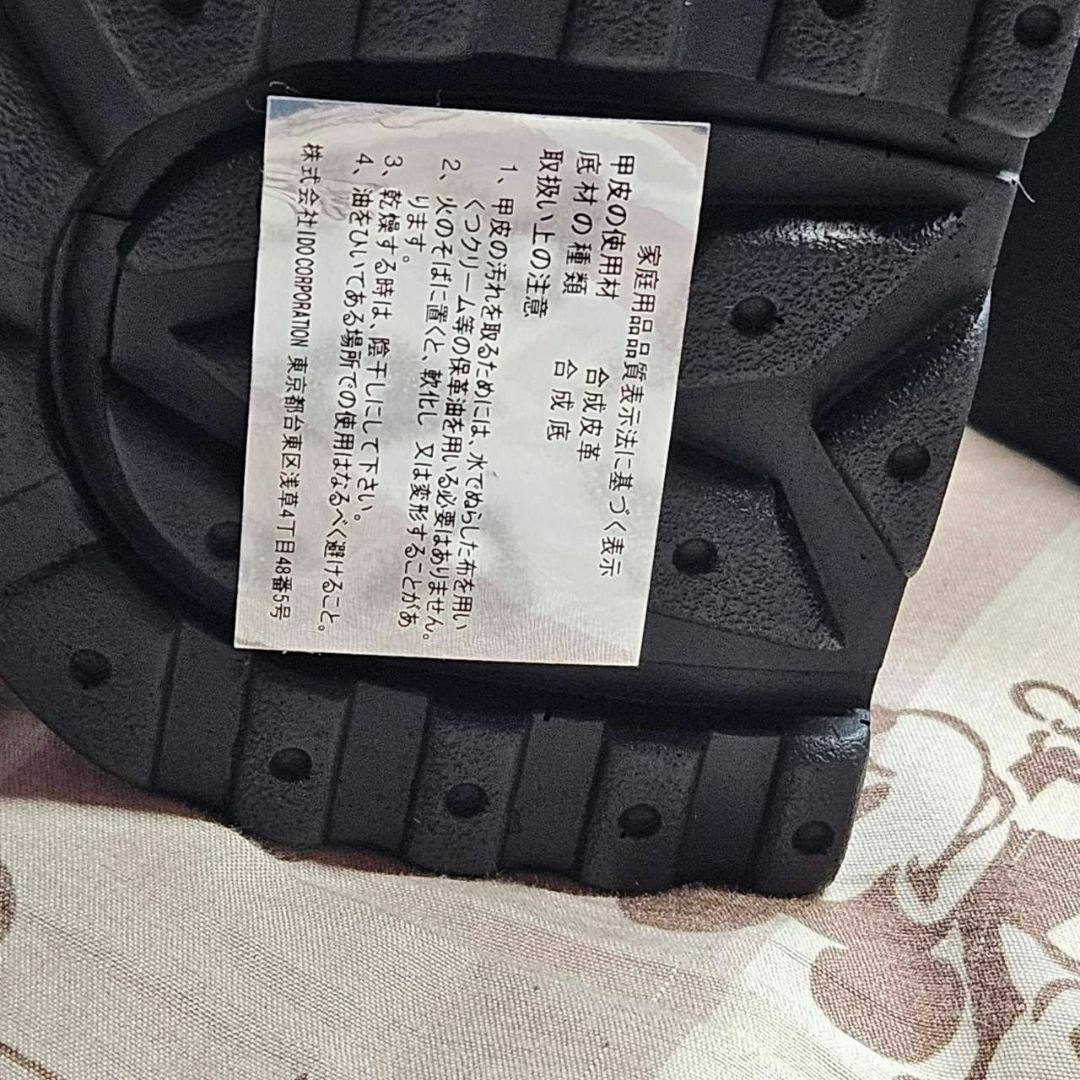 家庭用品品質表示法に基づく表示
甲皮の使用材 合成皮革
底材の種類 合成底
取扱い上の注意
1、甲皮の汚れを取るためには、水でぬらした布を用い
くつクリーム等の保革油を用いる必要はありません。
2、火のそばに置くと、軟化し 又は変形することがあ
ります。
3、乾燥する時は、陰干しにして下さい。
4、油をひいてある場所での使用はなるべく避けること。
株式会社IDO CORPORATION 東京都台東区浅草4丁目48番5号